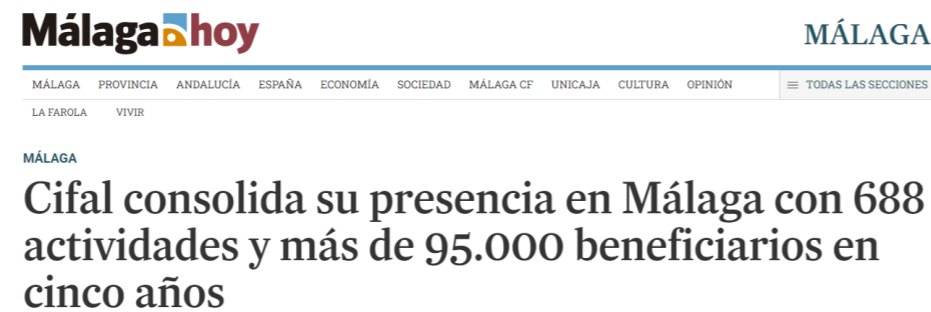 Málaga hoy
MÁLAGA
MÁLAGA PROVINCIA ANDALUCÍA ESPAÑA ECONOMÍA SOCIEDAD MÁLAGA CF UNICAJA CULTURA OPINIÓN ≡ TODAS LAS SECCIONES
LA FAROLA VIVIR
MÁLAGA
Cifal consolida su presencia en Málaga con 688
actividades y más de 95.000 beneficiarios en
cinco años